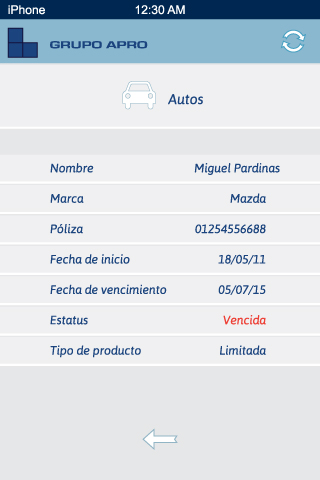 iPhone 12:30 AM
GRUPO APRO
Autos
Nombre Miguel Pardinas
Marca Mazda
Póliza 01254556688
Fecha de inicio 18/05/11
Fecha de vencimiento 05/07/15
Estatus Vencida
Tipo de producto Limitada